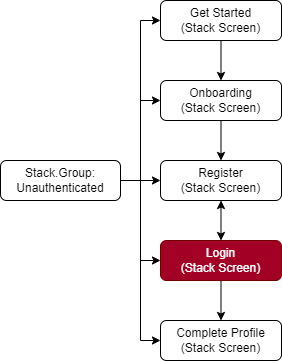 Get Started
(Stack Screen)
Onboarding
(Stack Screen)
Stack.Group:
Unauthenticated
Register
(Stack Screen)
Login
(Stack Screen)
Complete Profile
(Stack Screen)